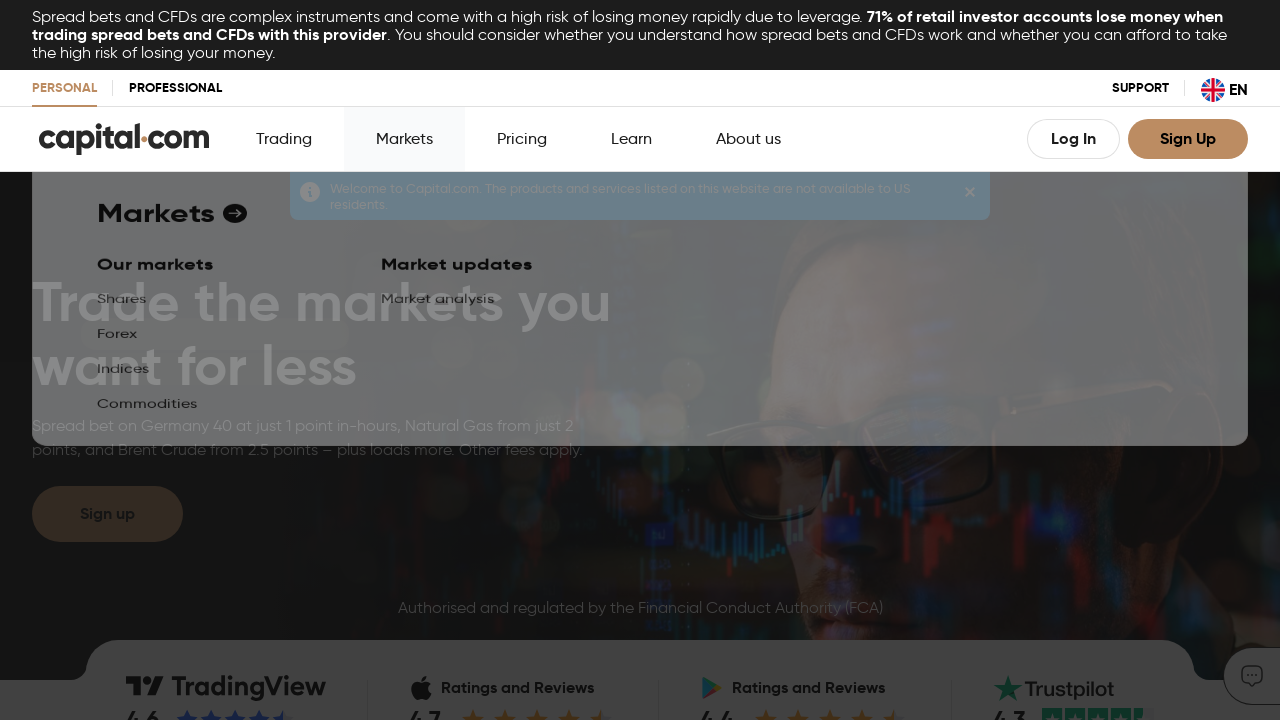 Spread bets and CFDs are complex instruments and come with a high risk of losing money rapidly due to leverage. 71% of retail investor accounts lose money when
trading spread bets and CFDs with this provider. You should consider whether you understand how spread bets and CFDs work and whether you can afford to take
the high risk of losing your money.
PERSONAL PROFESSIONAL SUPPORT EN
capital.com Trading Markets Pricing Learn About us Log In Sign Up
Welcome to Capital.com. The products and services listed on this website are not available to US
residents.
Markets
Our markets Market updates
Shares Market analysis
Trade the markets you
Forex
want for less
Indices
Commodities
Spread bet on Germany 40 at just 1 point in-hours, Natural Gas from just 2
points, and Brent Crude from 2.5 points – plus loads more. Other fees apply.
Sign up
Authorised and regulated by the Financial Conduct Authority (FCA)
TradingView Ratings and Reviews Ratings and Reviews Trustpilot
4.6 4.7 4.4 4.3